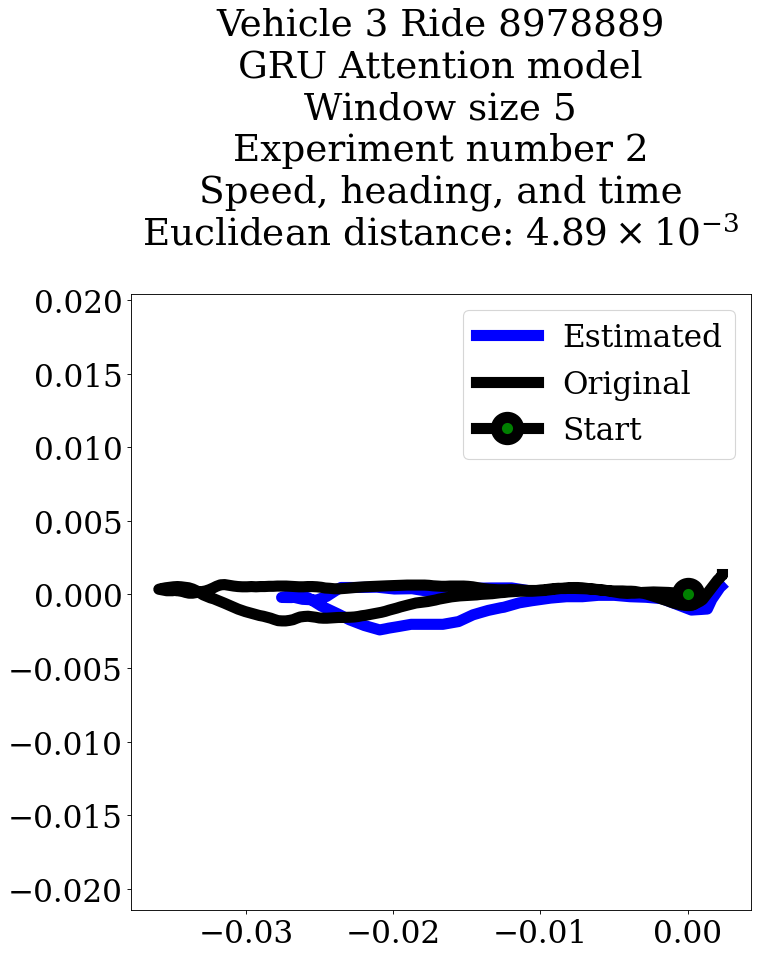 Vehicle 3 Ride 8978889
GRU Attention model
Window size 5
Experiment number 2
Speed, heading, and time
Euclidean distance: 4.89 × 10⁻³
0.020
0.015
0.010
0.005
0.000
−0.005
−0.010
−0.015
−0.020
Estimated
Original
Start
−0.03
−0.02
−0.01
0.00